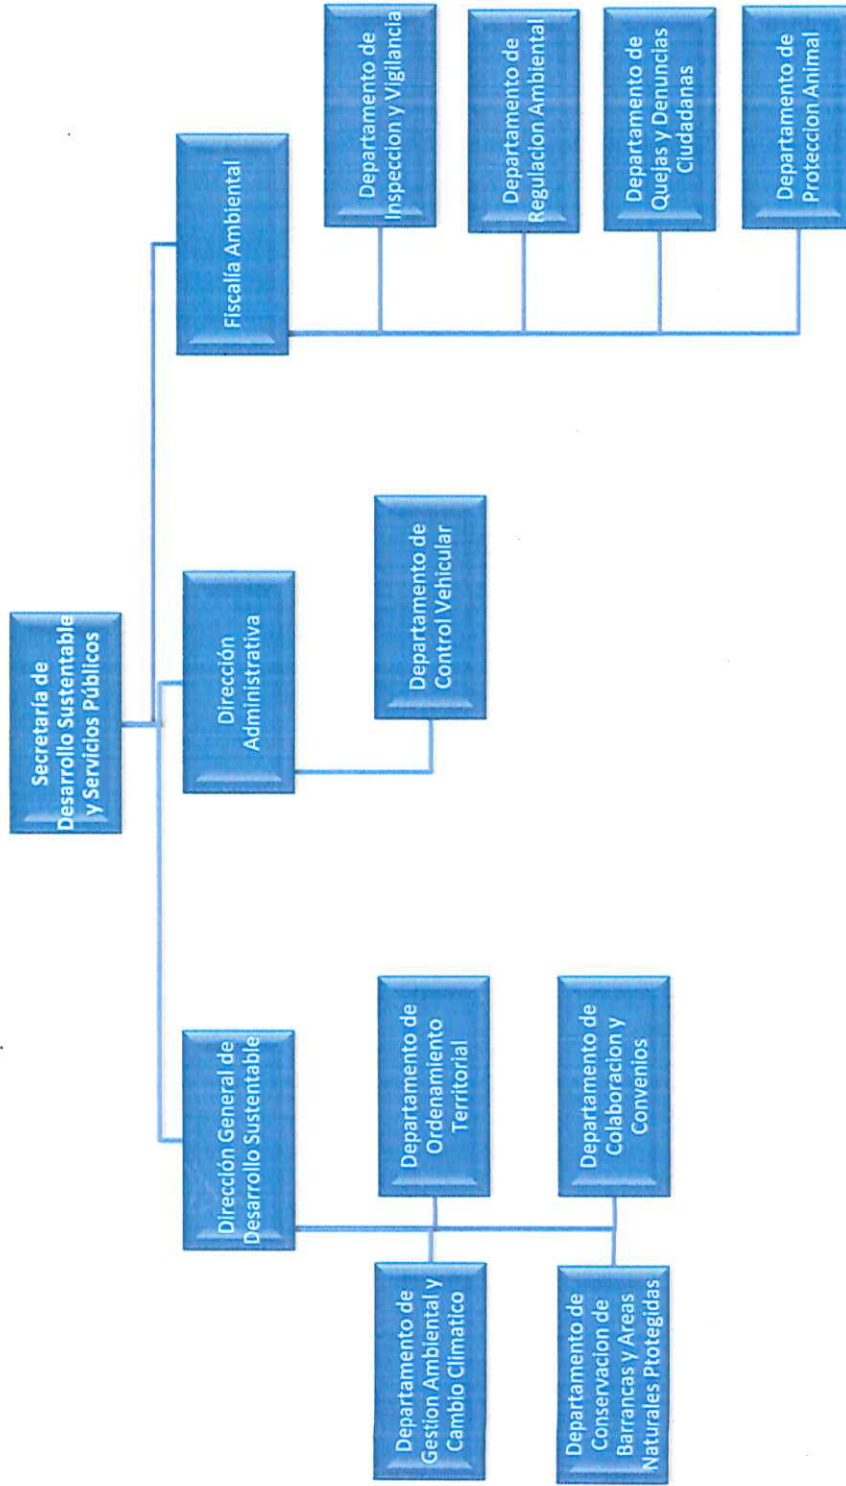 Secretaría de
Desarrollo Sustentable
y Servicios Públicos
Dirección General de
Desarrollo Sustentable
Dirección
Administrativa
Fiscalía Ambiental
Departamento de
Gestion Ambiental y
Cambio Climatico
Departamento de
Ordenamiento
Territorial
Departamento de
Conservacion de
Barrancas y Areas
Naturales Ptotegidas
Departamento de
Colaboracion y
Convenios
Departamento de
Control Vehicular
Departamento de
Inspeccion y Vigilancia
Departamento de
Regulacion Ambiental
Departamento de
Quejas y Denuncias
Ciudadanas
Departamento de
Proteccion Animal